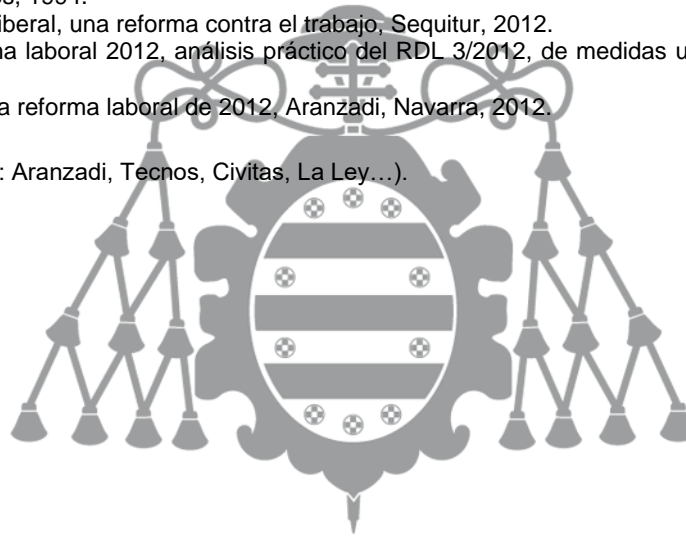 liberal, una reforma contra el trabajo, Sequitur, 2012.
laboral 2012, análisis práctico del RDL 3/2012, de medidas
reforma laboral de 2012, Aranzadi, Navarra, 2012.
: Aranzadi, Tecnos, Civitas, La Ley…).